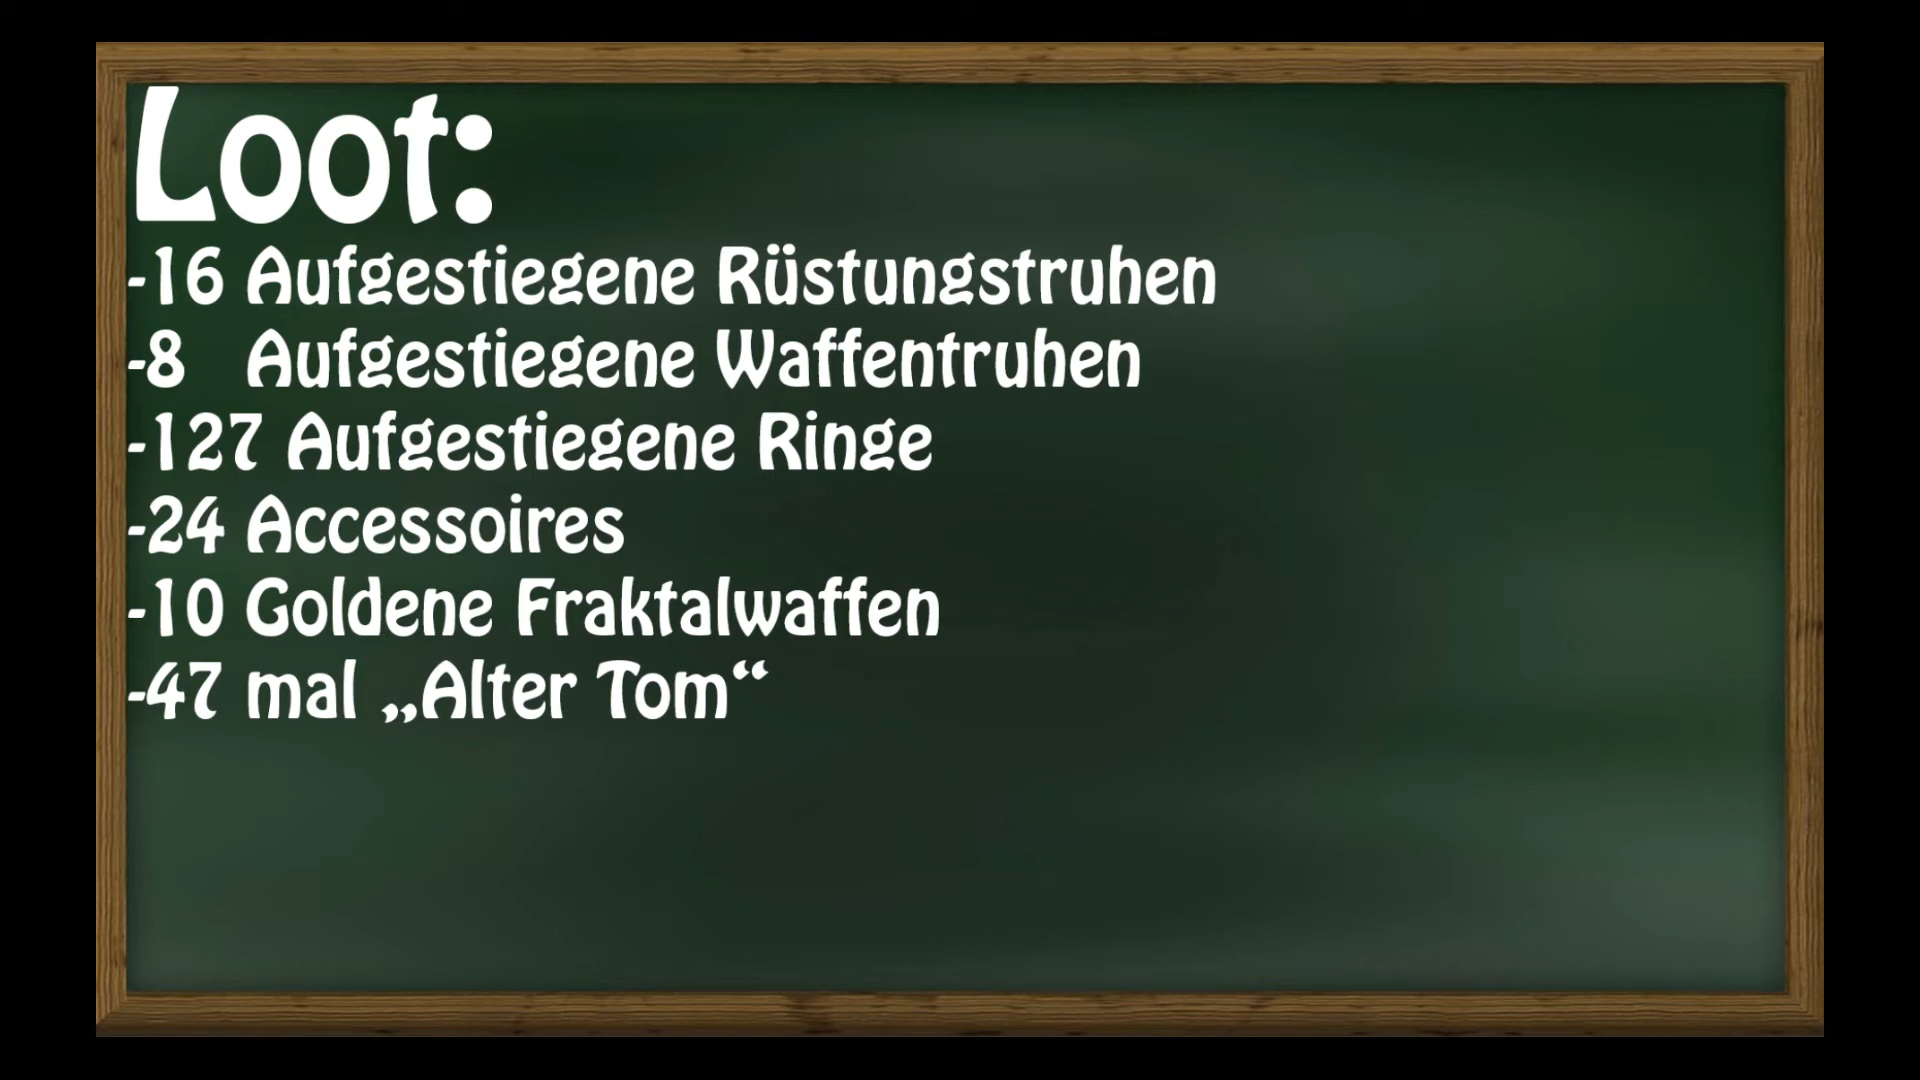 Loot:
-16 Aufgestiegene Rüstungstruhen
-8 Aufgestiegene Waffentruhen
-127 Aufgestiegene Ringe
-24 Accessoires
-10 Goldene Fraktalwaffen
-47 mal „Alter Tom“